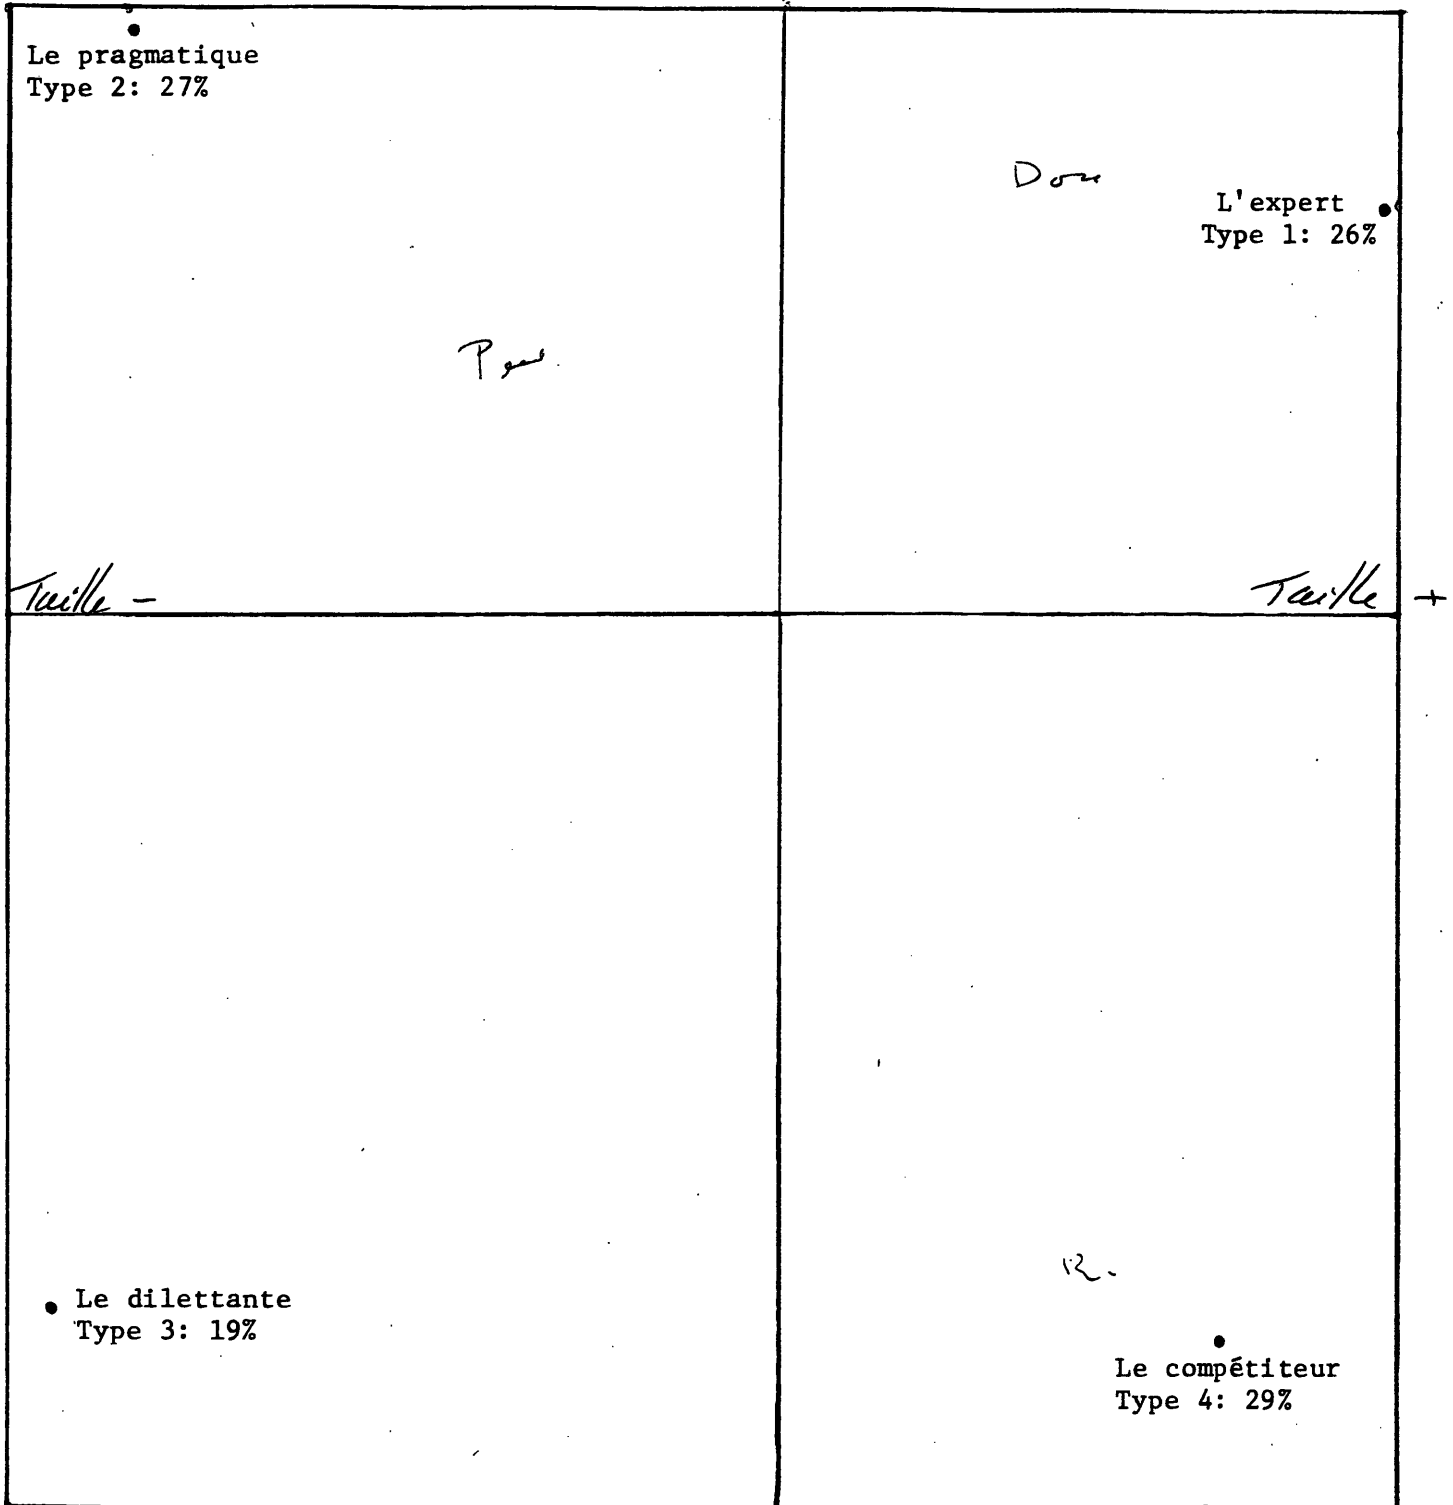 Le pragmatique
Type 2: 27%
L'expert
Type 1: 26%
Taille -
Taille +
Le dilettante
Type 3: 19%
Le compétiteur
Type 4: 29%